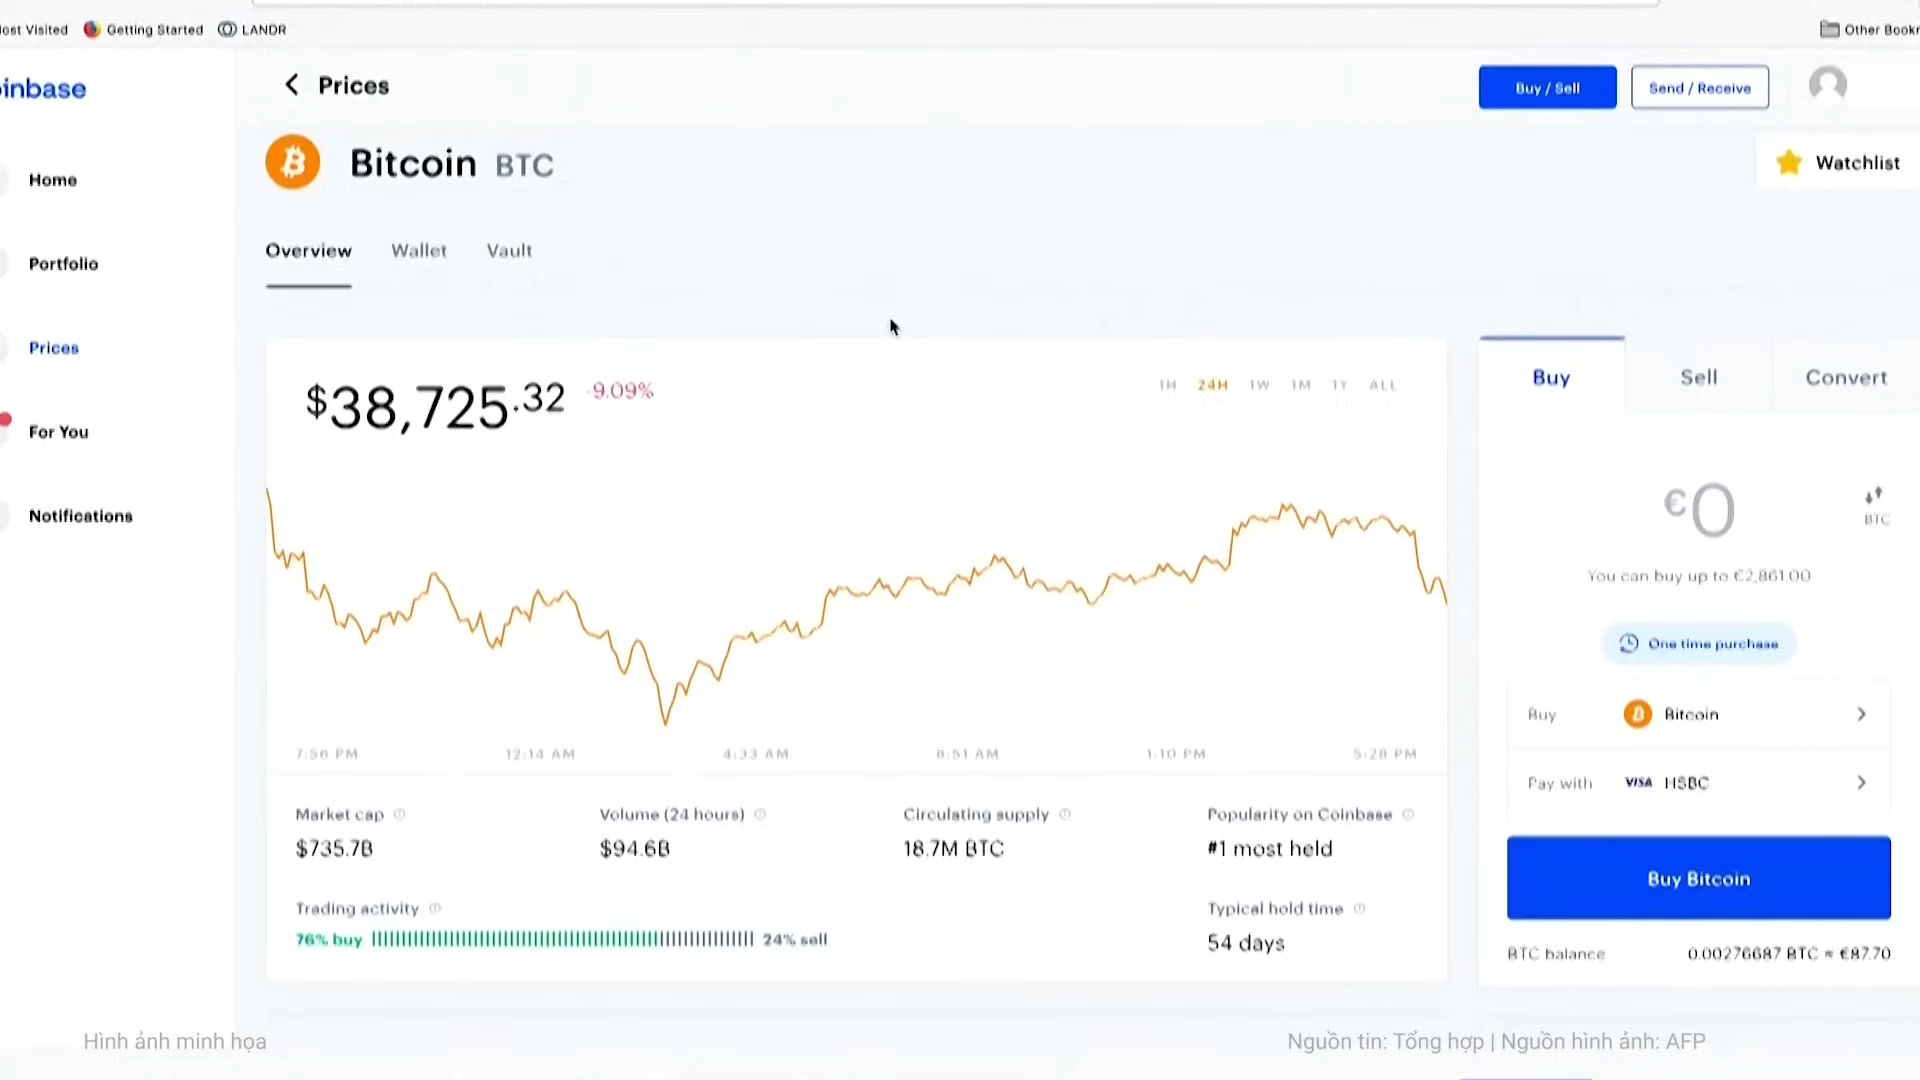 ost Visited Getting Started LANDR Other Bookr
oinbase
Prices
Buy / Sell
Send / Receive
Bitcoin BTC
Watchlist
Home
Portfolio
Prices
For You
Notifications
Overview Wallet Vault
$38,725.32 -9.09%
1H 24H 1W 1M 1Y ALL
7:56 PM 12:14 AM 4:33 AM 8:51 AM 1:10 PM 5:28 PM
Market cap
$735.7B
Volume (24 hours)
$94.6B
Circulating supply
18.7M BTC
Popularity on Coinbase
#1 most held
Trading activity
76% buy 24% sell
Typical hold time
54 days
Buy Sell Convert
€0
BTC
You can buy up to €2,861.00
One time purchase
Buy Bitcoin
Pay with VISA HSBC
Buy Bitcoin
BTC balance 0.00276687 BTC ≈ €87.70
Hình ảnh minh họa
Nguồn tin: Tổng hợp | Nguồn hình ảnh: AFP